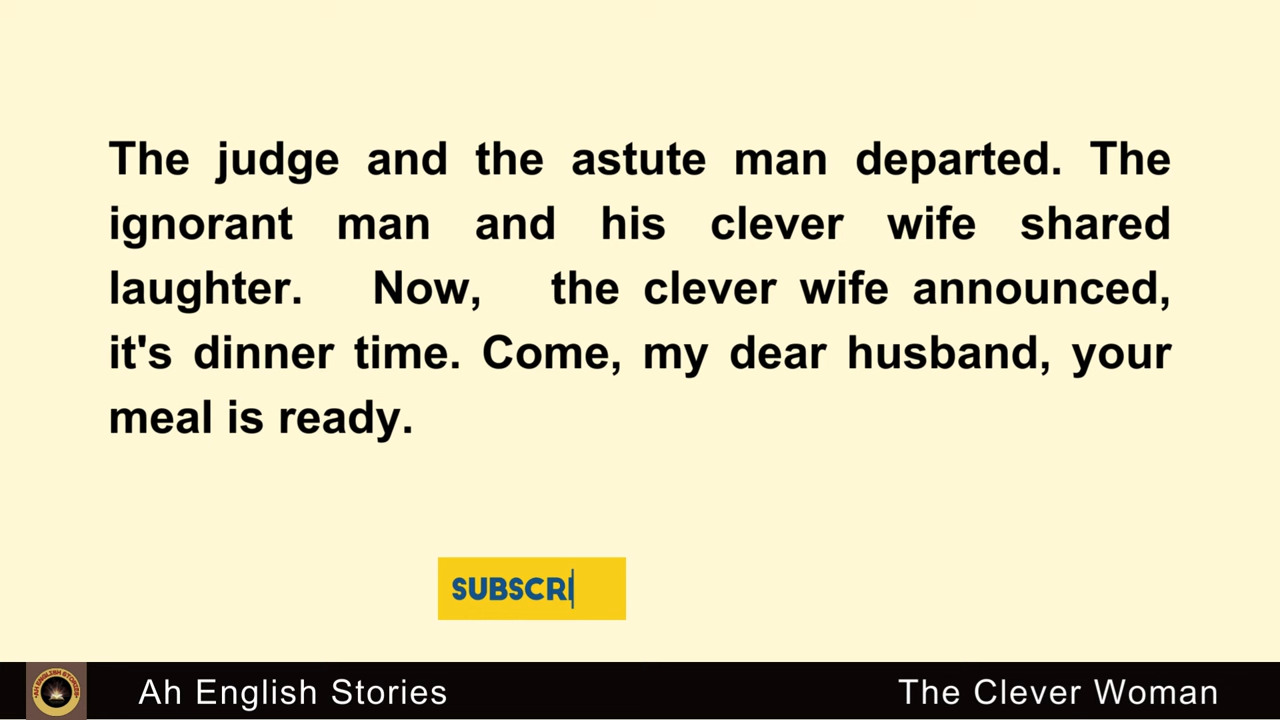 The judge and the astute man departed. The
ignorant man and his clever wife shared
laughter. Now, the clever wife announced,
it's dinner time. Come, my dear husband, your
meal is ready.
SUBSCRI
Ah English Stories
The Clever Woman